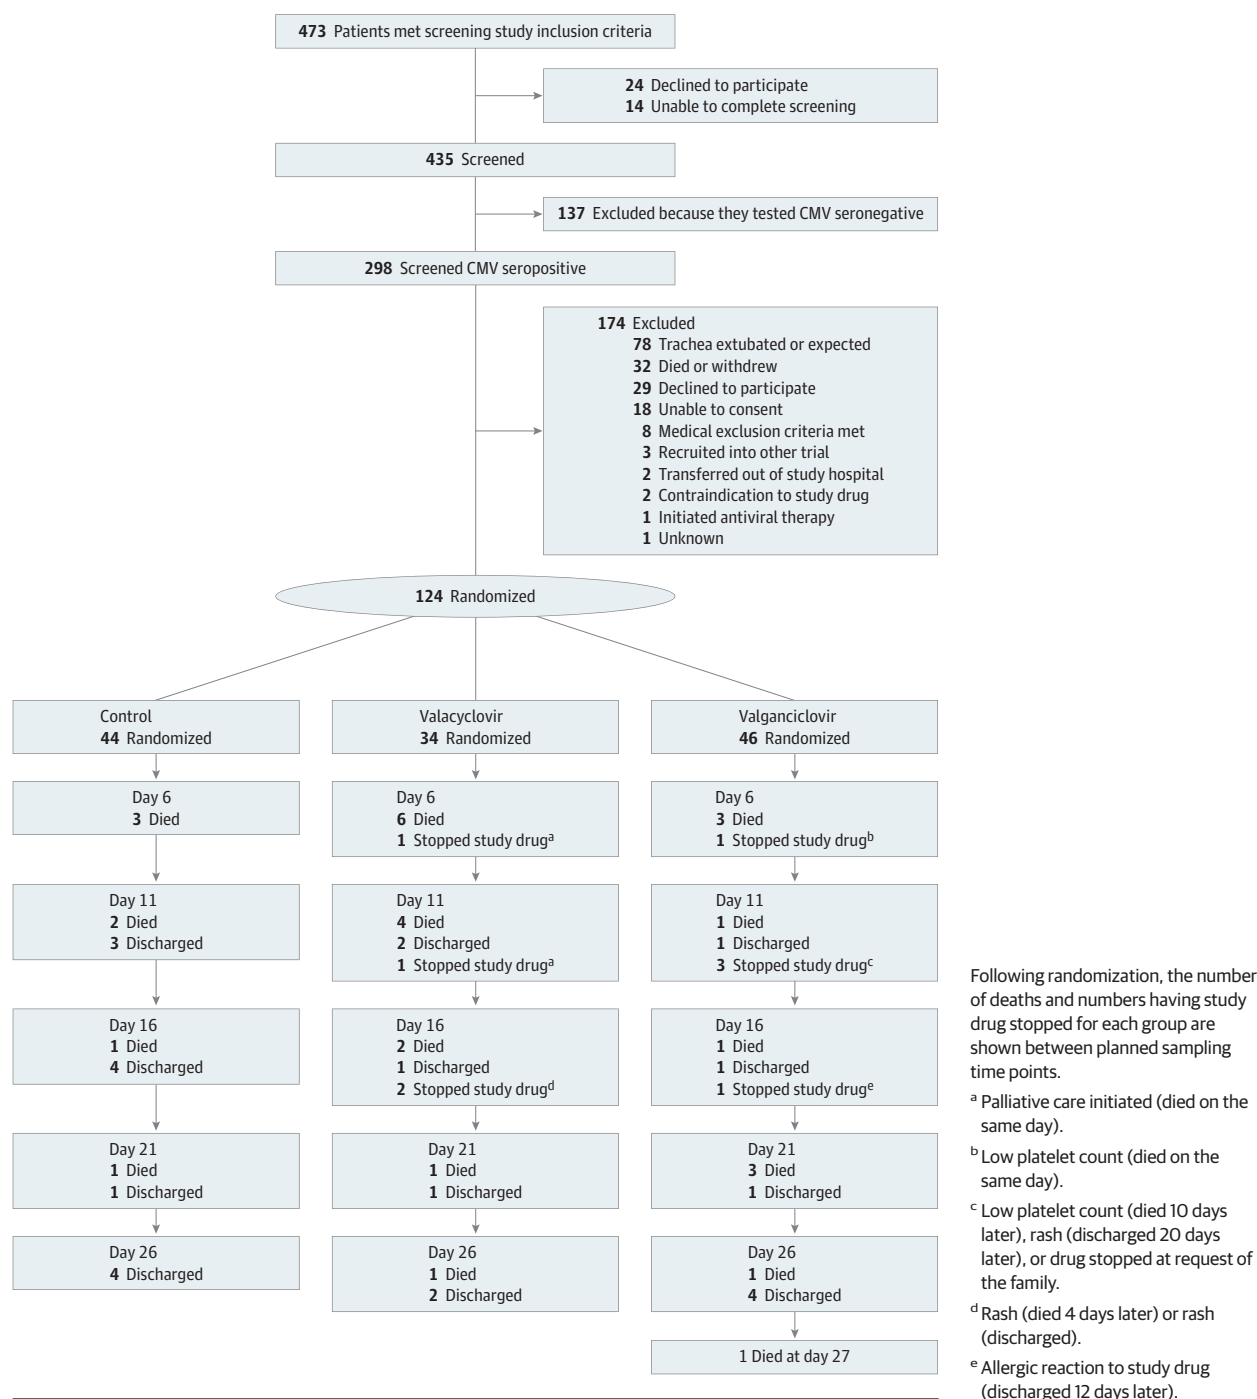 473 Patients met screening study inclusion criteria
24 Declined to participate
14 Unable to complete screening
435 Screened
137 Excluded because they tested CMV seronegative
298 Screened CMV seropositive
174 Excluded
78 Trachea extubated or expected
32 Died or withdrew
29 Declined to participate
18 Unable to consent
8 Medical exclusion criteria met
3 Recruited into other trial
2 Transferred out of study hospital
2 Contraindication to study drug
1 Initiated antiviral therapy
1 Unknown
124 Randomized
Control
44 Randomized
Day 6
3 Died
Day 11
2 Died
3 Discharged
Day 16
1 Died
4 Discharged
Day 21
1 Died
1 Discharged
Day 26
4 Discharged
Valacyclovir
34 Randomized
Day 6
6 Died
1 Stopped study drugᵃ
Day 11
4 Died
2 Discharged
1 Stopped study drugᵃ
Day 16
2 Died
1 Discharged
2 Stopped study drugᵈ
Day 21
1 Died
1 Discharged
Day 26
1 Died
2 Discharged
Valganciclovir
46 Randomized
Day 6
3 Died
1 Stopped study drugᵇ
Day 11
1 Died
1 Discharged
3 Stopped study drugᶜ
Day 16
1 Died
1 Discharged
1 Stopped study drugᵉ
Day 21
3 Died
1 Discharged
Day 26
1 Died
4 Discharged
1 Died at day 27
Following randomization, the number
of deaths and numbers having study
drug stopped for each group are
shown between planned sampling
time points.
ᵃ Palliative care initiated (died on the
same day).
ᵇ Low platelet count (died on the
same day).
ᶜ Low platelet count (died 10 days
later), rash (discharged 20 days
later), or drug stopped at request of
the family.
ᵈ Rash (died 4 days later) or rash
(discharged).
ᵉ Allergic reaction to study drug
(discharged 12 days later).